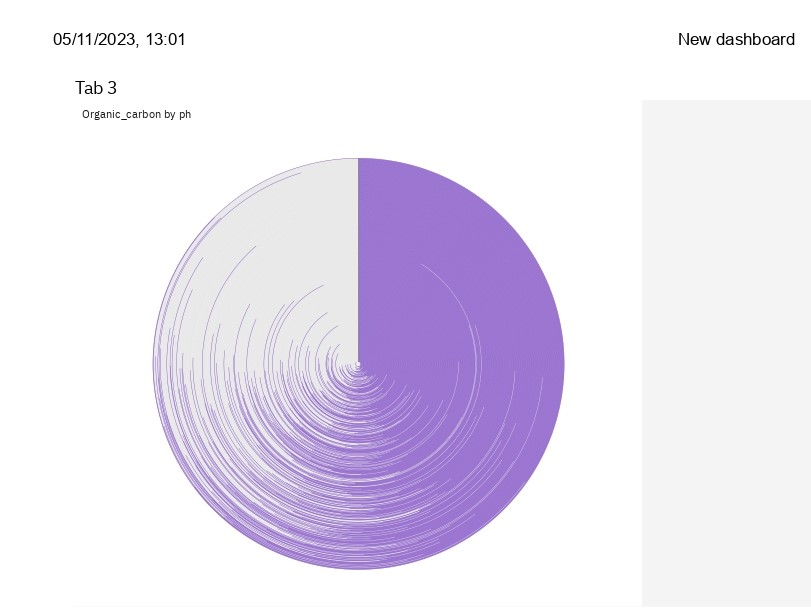 05/11/2023, 13:01
New dashboard
Tab 3
Organic_carbon by ph